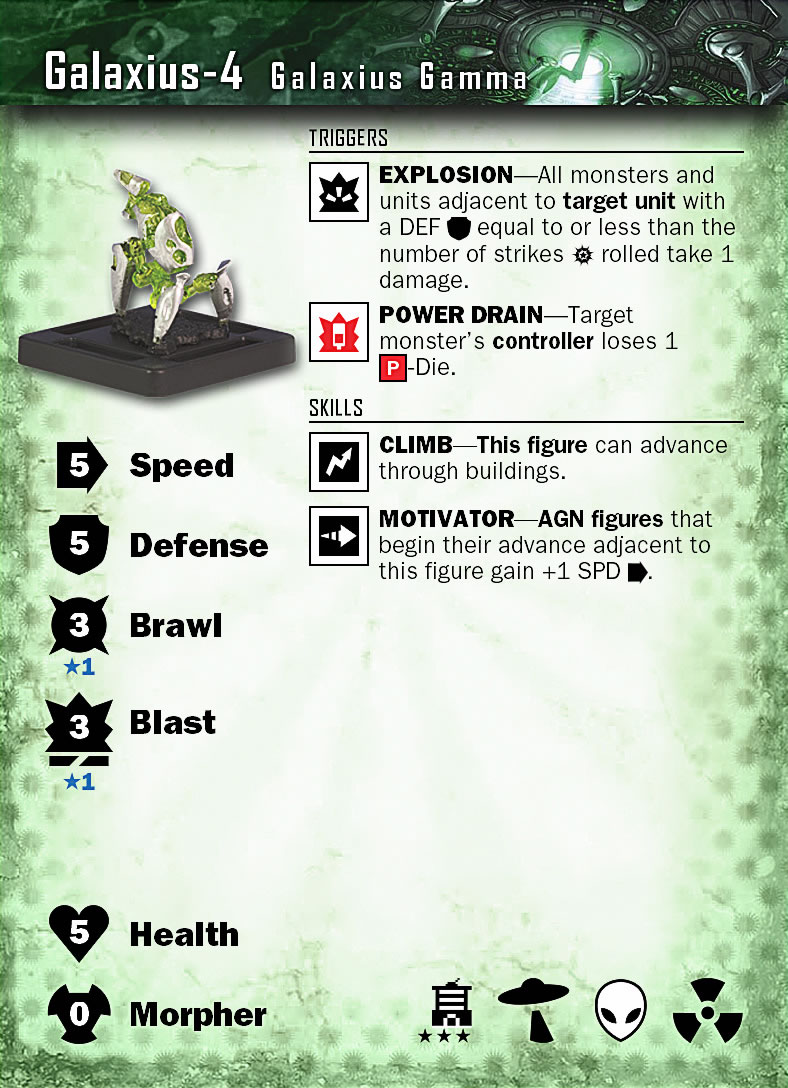 Galaxius-4 Galaxius Gamma
TRIGGERS
EXPLOSION—All monsters and
units adjacent to target unit with
a DEF equal to or less than the
number of strikes rolled take 1
damage.
POWER DRAIN—Target
monster's controller loses 1
P-Die.
SKILLS
CLIMB—This figure can advance
through buildings.
MOTIVATOR—AGN figures that
begin their advance adjacent to
this figure gain +1 SPD .
5 Speed
5 Defense
3 Brawl
★1
3 Blast
★1
5 Health
0 Morpher
★★★